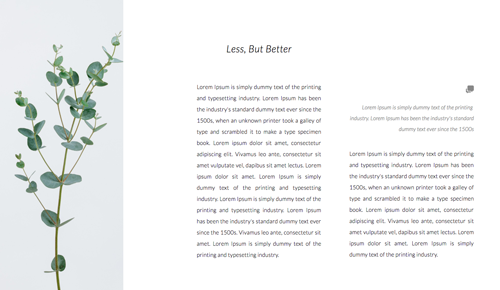 Less, But Better
Lorem Ipsum is simply dummy text of the printing
and typesetting industry. Lorem Ipsum has been
the industry's standard dummy text ever since the
1500s, when an unknown printer took a galley of
type and scrambled it to make a type specimen
book. Lorem ipsum dolor sit amet, consectetur
adipiscing elit. Vivamus leo ante, consectetur sit
amet vulputate vel, dapibus sit amet lectus. Lorem
ipsum dolor sit amet, consectetur adipiscing elit.
dummy text of the printing and typesetting
industry. Lorem Ipsum is simply dummy text of the
printing and typesetting industry. Lorem Ipsum
has been the industry's standard dummy text ever
since the 1500s. Vivamus leo ante, consectetur sit
amet. Lorem Ipsum is simply dummy text of the
printing and typesetting industry.
Lorem Ipsum is simply dummy text of the printing
industry. Lorem Ipsum has been the industry's standard
dummy text ever since the 1500s
Lorem Ipsum is simply dummy text of the printing
and typesetting industry. Lorem Ipsum has been
the industry's standard dummy text ever since the
1500s, when an unknown printer took a galley of
type and scrambled it to make a type specimen
book. Lorem ipsum dolor sit amet, consectetur
adipiscing elit. Vivamus leo ante, consectetur sit
amet vulputate vel, dapibus sit amet lectus. Lorem
ipsum dolor sit amet, consectetur simply
dummy text of the printing industry.